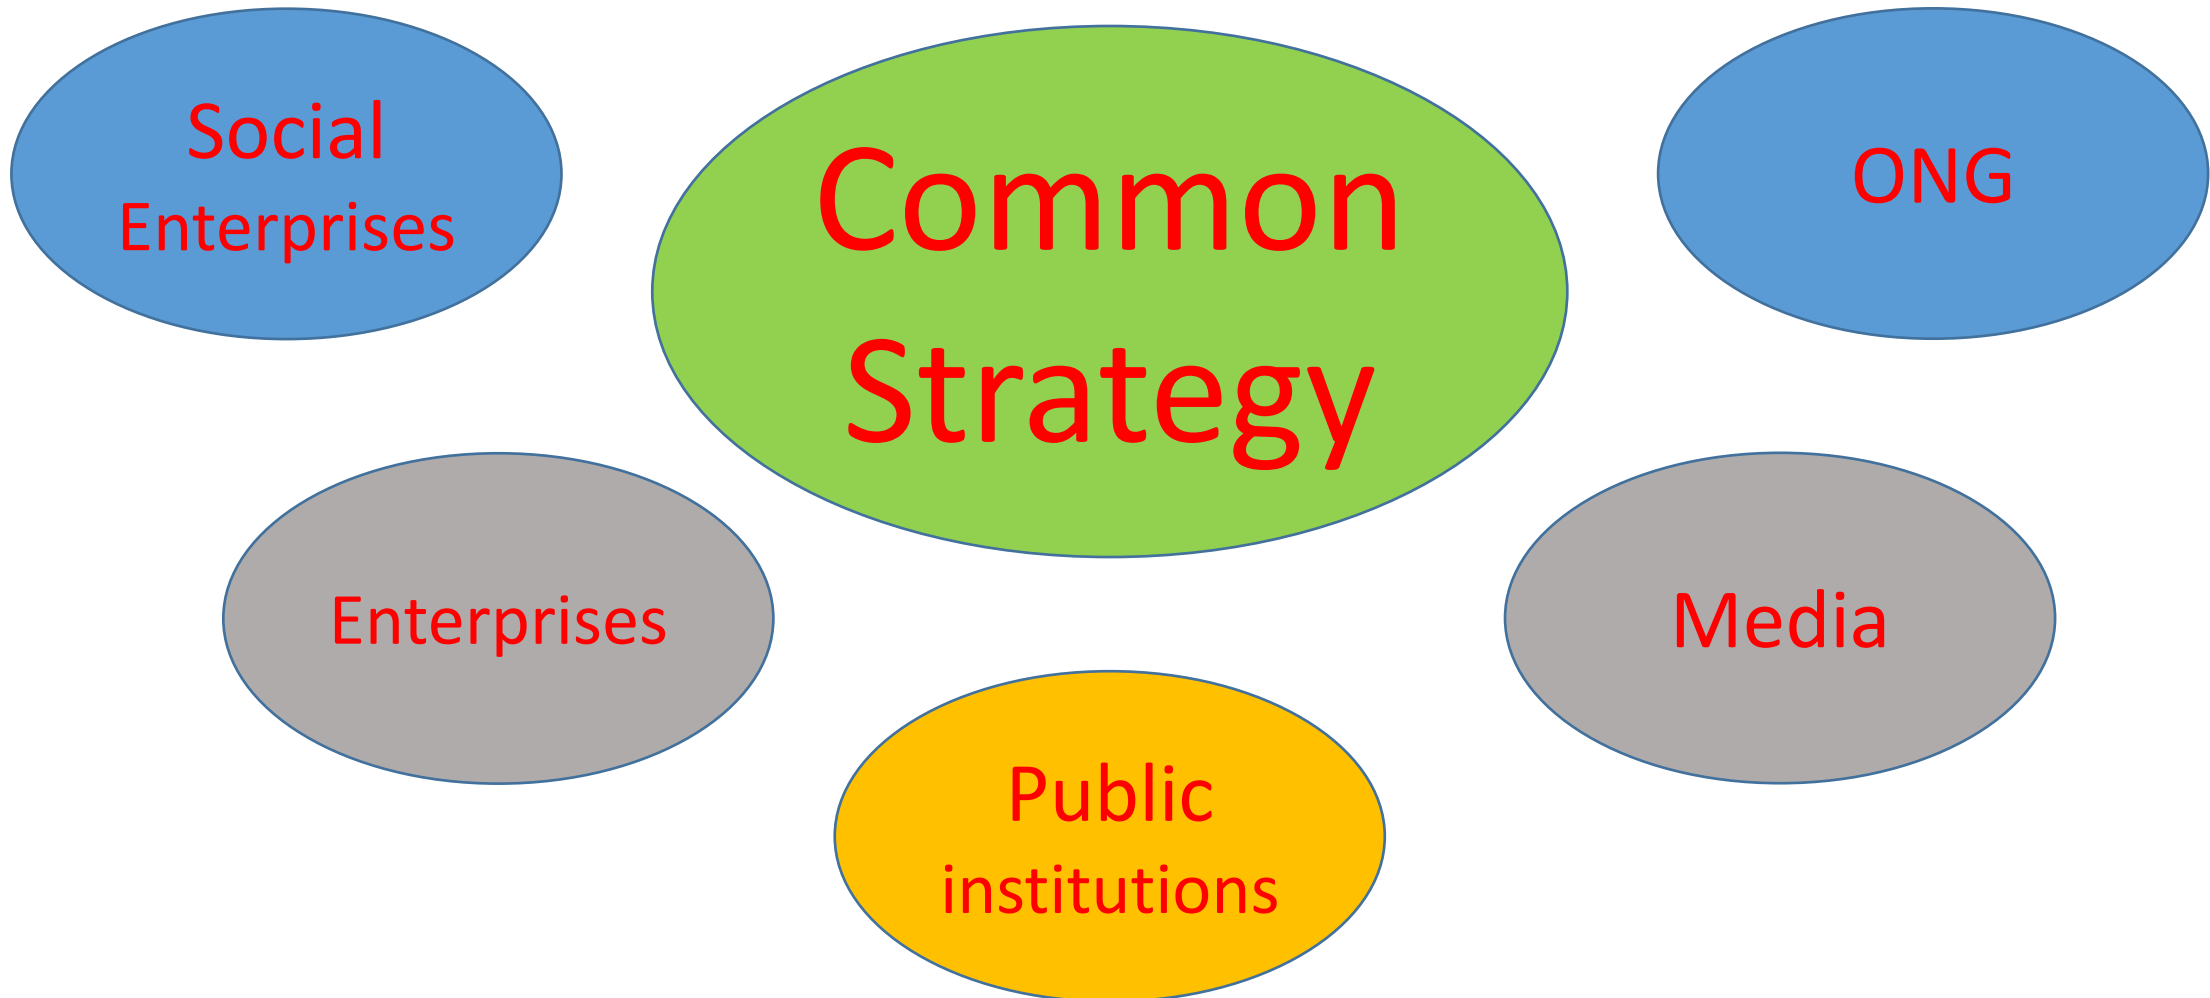 Social
Enterprises
Common
Strategy
ONG
Enterprises
Media
Public
institutions